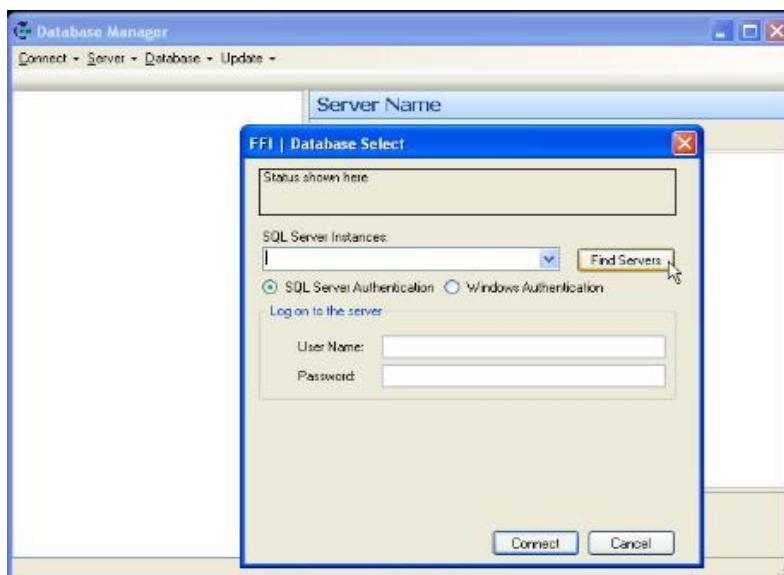 Database Manager
Connect Server Database Update
Server Name
FFI | Database Select
Status shown here
SQL Server Instances:
Find Servers
SQL Server Authentication Windows Authentication
Log on to the server
User Name:
Password:
Connect Cancel